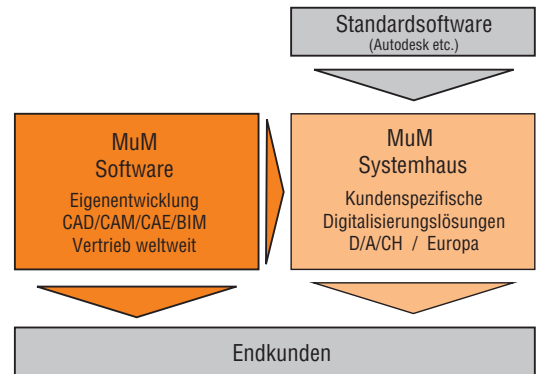 Standardsoftware
(Autodesk etc.)
MuM
Software
Eigenentwicklung
CAD/CAM/CAE/BIM
Vertrieb weltweit
MuM
Systemhaus
Kundenspezifische
Digitalisierungslösungen
D/A/CH / Europa
Endkunden